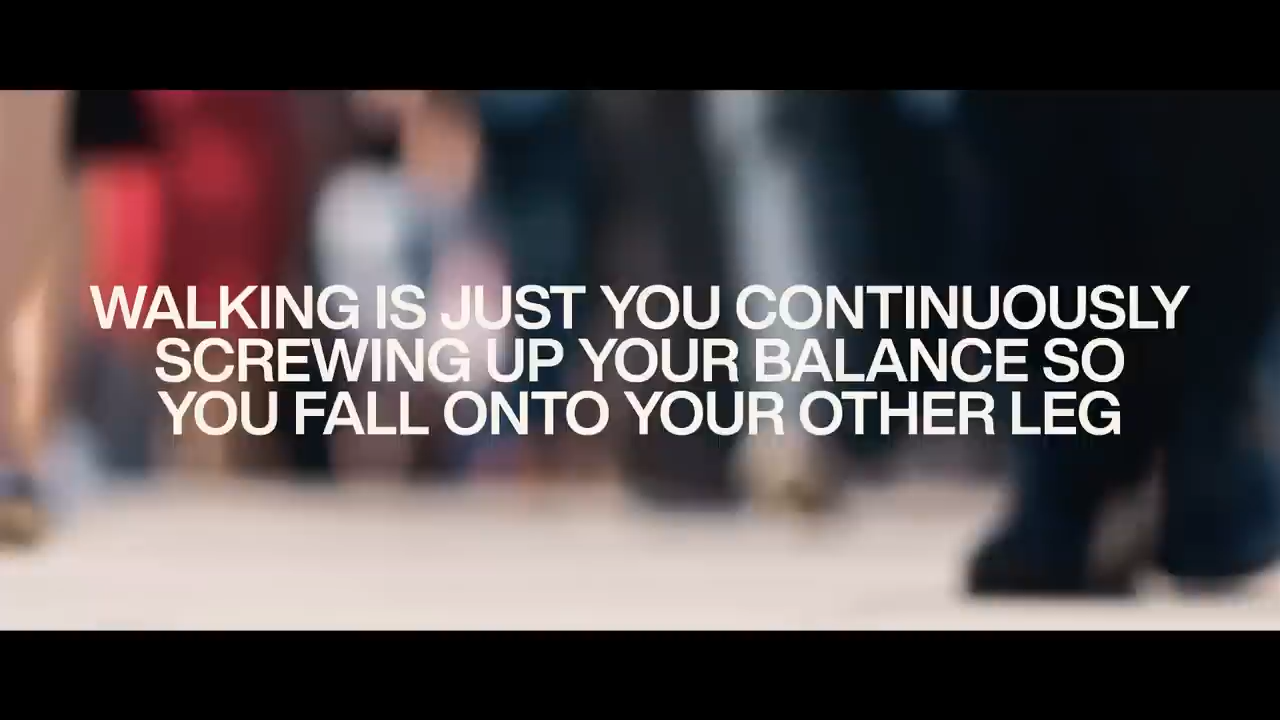 WALKING IS JUST YOU CONTINUOUSLY
SCREWING UP YOUR BALANCE SO
YOU FALL ONTO YOUR OTHER LEG